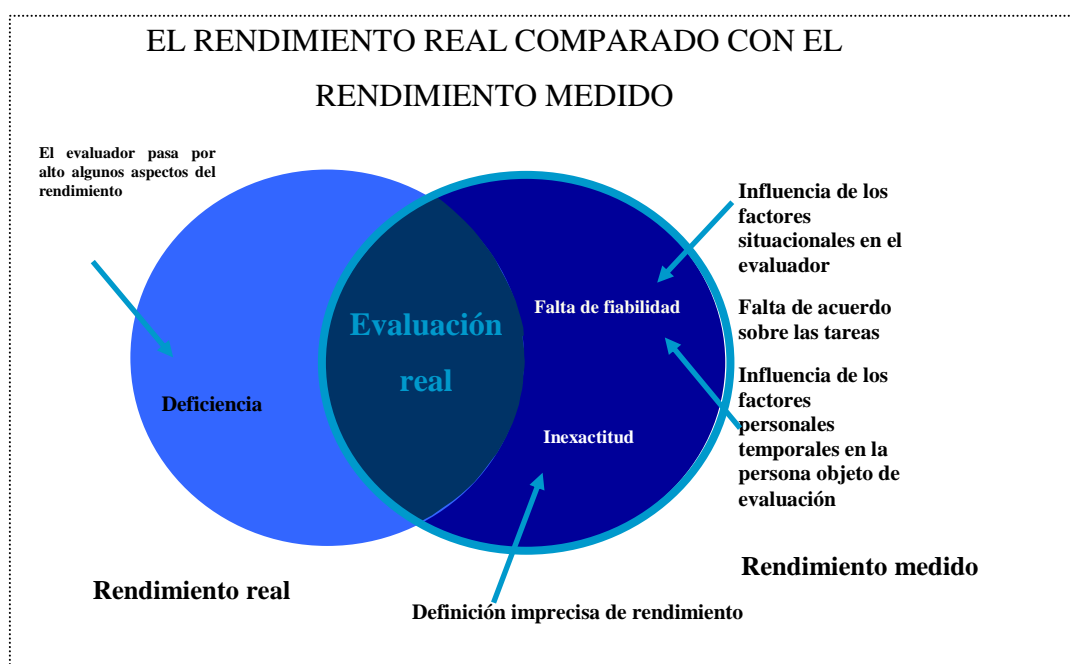 EL RENDIMIENTO REAL COMPARADO CON EL
RENDIMIENTO MEDIDO
El evaluador pasa por
alto algunos aspectos del
rendimiento
Influencia de los
factores
situacionales en el
evaluador
Falta de fiabilidad
Falta de acuerdo
sobre las tareas
Evaluación
real
Influencia de los
factores
personales
temporales en la
persona objeto de
evaluación
Deficiencia
Inexactitud
Rendimiento real
Rendimiento medido
Definición imprecisa de rendimiento